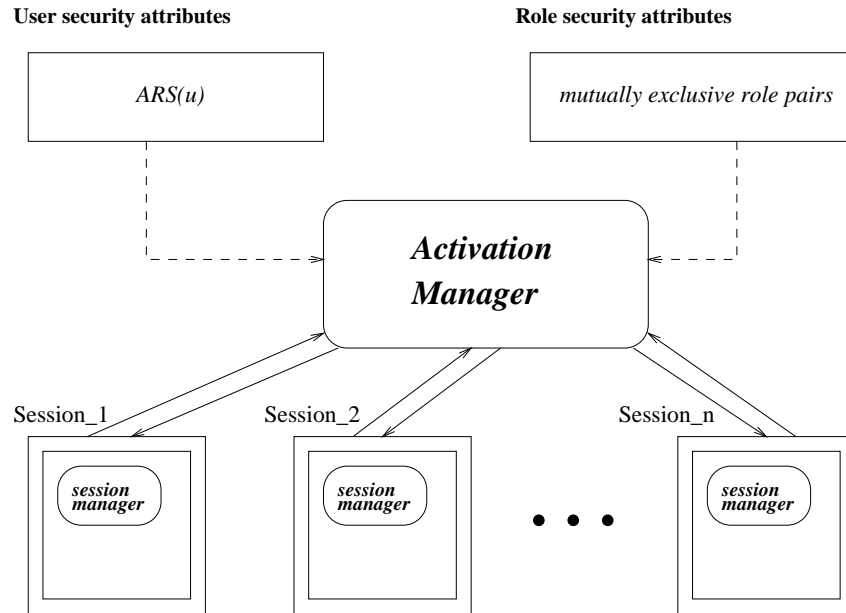 User security attributes
Role security attributes
ARS(u)
mutually exclusive role pairs
Activation
Manager
Session_1
Session_2
Session_n
session
manager
session
manager
session
manager